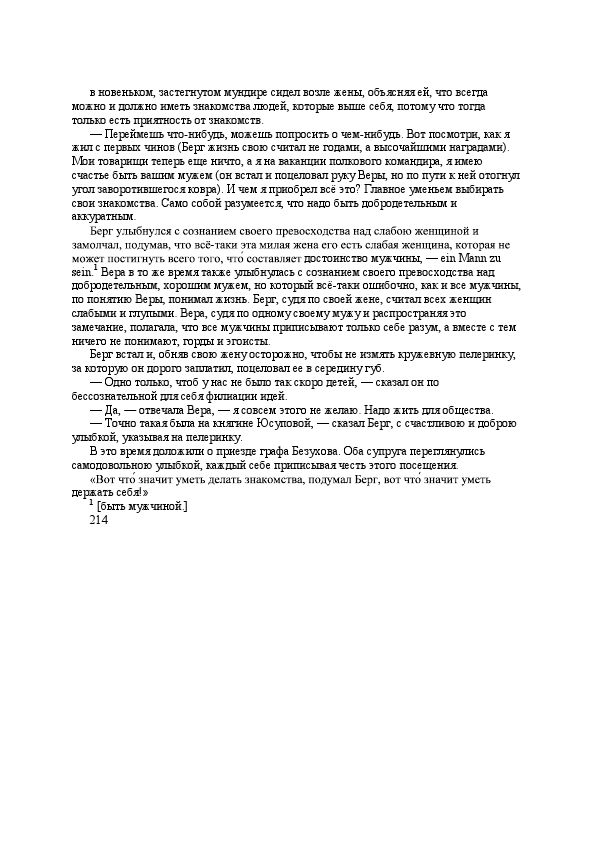 в новеньком, застегнутом мундире сидел возле жены, объясняя ей, что всегда
можно и должно иметь знакомства людей, которые выше себя, потому что тогда
только есть приятность от знакомств.
— Переймешь что-нибудь, можешь попросить о чем-нибудь. Вот посмотри, как я
жил с первых чинов (Берг жизнь свою считал не годами, а высочайшими наградами).
Мои товарищи теперь еще ничто, а я на ваканции полкового командира, я имею
счастье быть вашим мужем (он встал и поцеловал руку Веры, но по пути к ней отогнул
угол заворотившегося ковра). И чем я приобрел всё это? Главное уменьем выбирать
свои знакомства. Само собой разумеется, что надо быть добродетельным и
аккуратным.
Берг улыбнулся с сознанием своего превосходства над слабою женщиной и
замолчал, подумав, что всё-таки эта милая жена его есть слабая женщина, которая не
может постигнуть всего того, что́ составляет достоинство мужчины, — ein Mann zu
sein.¹ Вера в то же время также улыбнулась с сознанием своего превосходства над
добродетельным, хорошим мужем, но который всё-таки ошибочно, как и все мужчины,
по понятию Веры, понимал жизнь. Берг, судя по своей жене, считал всех женщин
слабыми и глупыми. Вера, судя по одному своему мужу и распространяя это
замечание, полагала, что все мужчины приписывают только себе разум, а вместе с тем
ничего не понимают, горды и эгоисты.
Берг встал и, обняв свою жену осторожно, чтобы не измять кружевную пелеринку,
за которую он дорого заплатил, поцеловал ее в середину губ.
— Одно только, чтоб у нас не было так скоро детей, — сказал он по
бессознательной для себя филиации идей.
— Да, — отвечала Вера, — я совсем этого не желаю. Надо жить для общества.
— Точно такая была на княгине Юсуповой, — сказал Берг, с счастливою и доброю
улыбкой, указывая на пелеринку.
В это время доложили о приезде графа Безухова. Оба супруга переглянулись
самодовольною улыбкой, каждый себе приписывая честь этого посещения.
«Вот что́ значит уметь делать знакомства, подумал Берг, вот что́ значит уметь
держать себя!»
¹ [быть мужчиной.]
214